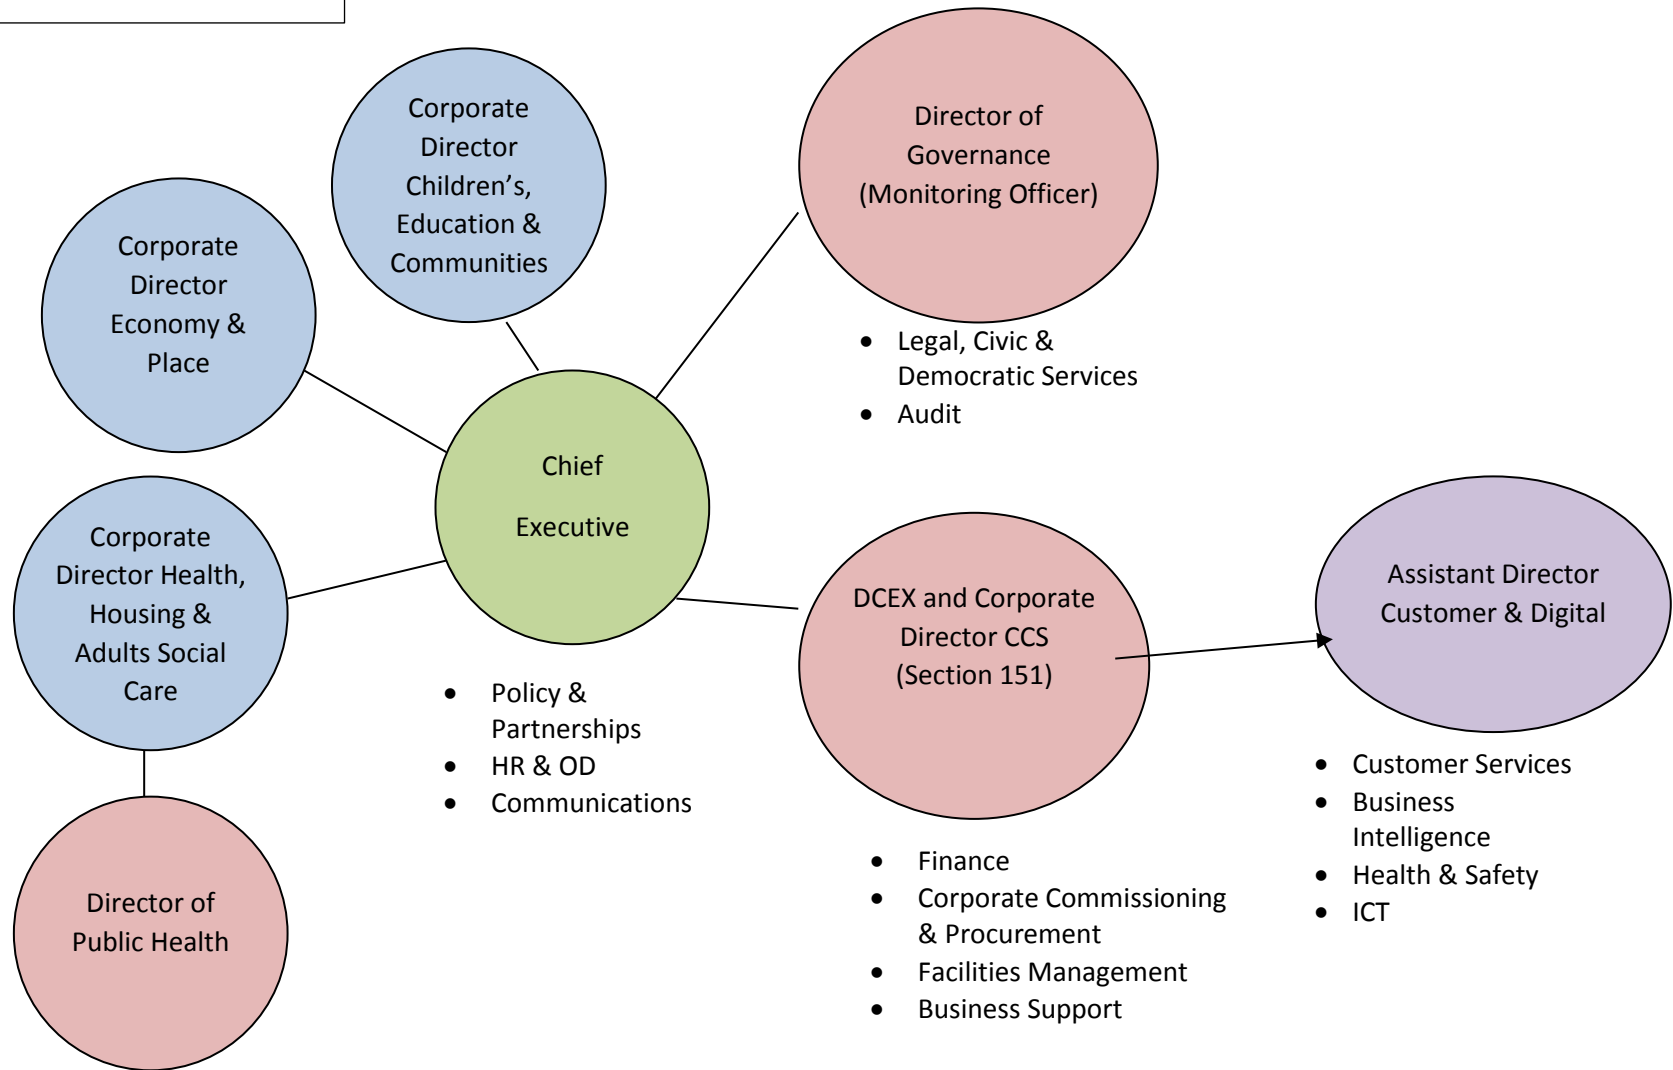 Corporate
Director
Children’s,
Education &
Communities
Director of
Governance
(Monitoring Officer)
• Legal, Civic &
Democratic Services
• Audit
Corporate
Director
Economy &
Place
Chief
Executive
• Policy &
Partnerships
• HR & OD
• Communications
Corporate
Director Health,
Housing &
Adults Social
Care
Director of
Public Health
DCEX and Corporate
Director CCS
(Section 151)
• Finance
• Corporate Commissioning
& Procurement
• Facilities Management
• Business Support
Assistant Director
Customer & Digital
• Customer Services
• Business
Intelligence
• Health & Safety
• ICT